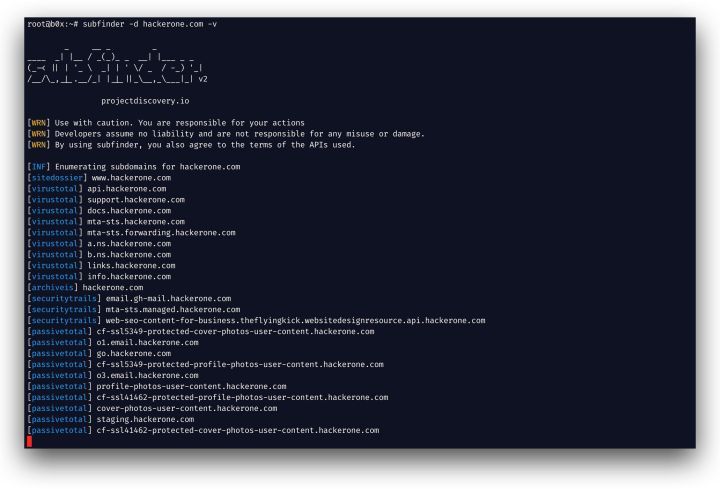 root@b0x:~# subfinder -d hackerone.com -v
v2
projectdiscovery.io
[WRN] Use with caution. You are responsible for your actions
[WRN] Developers assume no liability and are not responsible for any misuse or damage.
[WRN] By using subfinder, you also agree to the terms of the APIs used.
[INF] Enumerating subdomains for hackerone.com
[sitedossier] www.hackerone.com
[virustotal] api.hackerone.com
[virustotal] support.hackerone.com
[virustotal] docs.hackerone.com
[virustotal] mta-sts.hackerone.com
[virustotal] mta-sts.forwarding.hackerone.com
[virustotal] a.ns.hackerone.com
[virustotal] b.ns.hackerone.com
[virustotal] links.hackerone.com
[virustotal] info.hackerone.com
[archiveis] hackerone.com
[securitytrails] email.gh-mail.hackerone.com
[securitytrails] mta-sts.managed.hackerone.com
[securitytrails] web-seo-content-for-business.theflyingkick.websitedesignresource.api.hackerone.com
[passivetotal] cf-ssl5349-protected-cover-photos-user-content.hackerone.com
[passivetotal] o1.email.hackerone.com
[passivetotal] go.hackerone.com
[passivetotal] cf-ssl5349-protected-profile-photos-user-content.hackerone.com
[passivetotal] o3.email.hackerone.com
[passivetotal] profile-photos-user-content.hackerone.com
[passivetotal] cf-ssl41462-protected-profile-photos-user-content.hackerone.com
[passivetotal] cover-photos-user-content.hackerone.com
[passivetotal] staging.hackerone.com
[passivetotal] cf-ssl41462-protected-cover-photos-user-content.hackerone.com